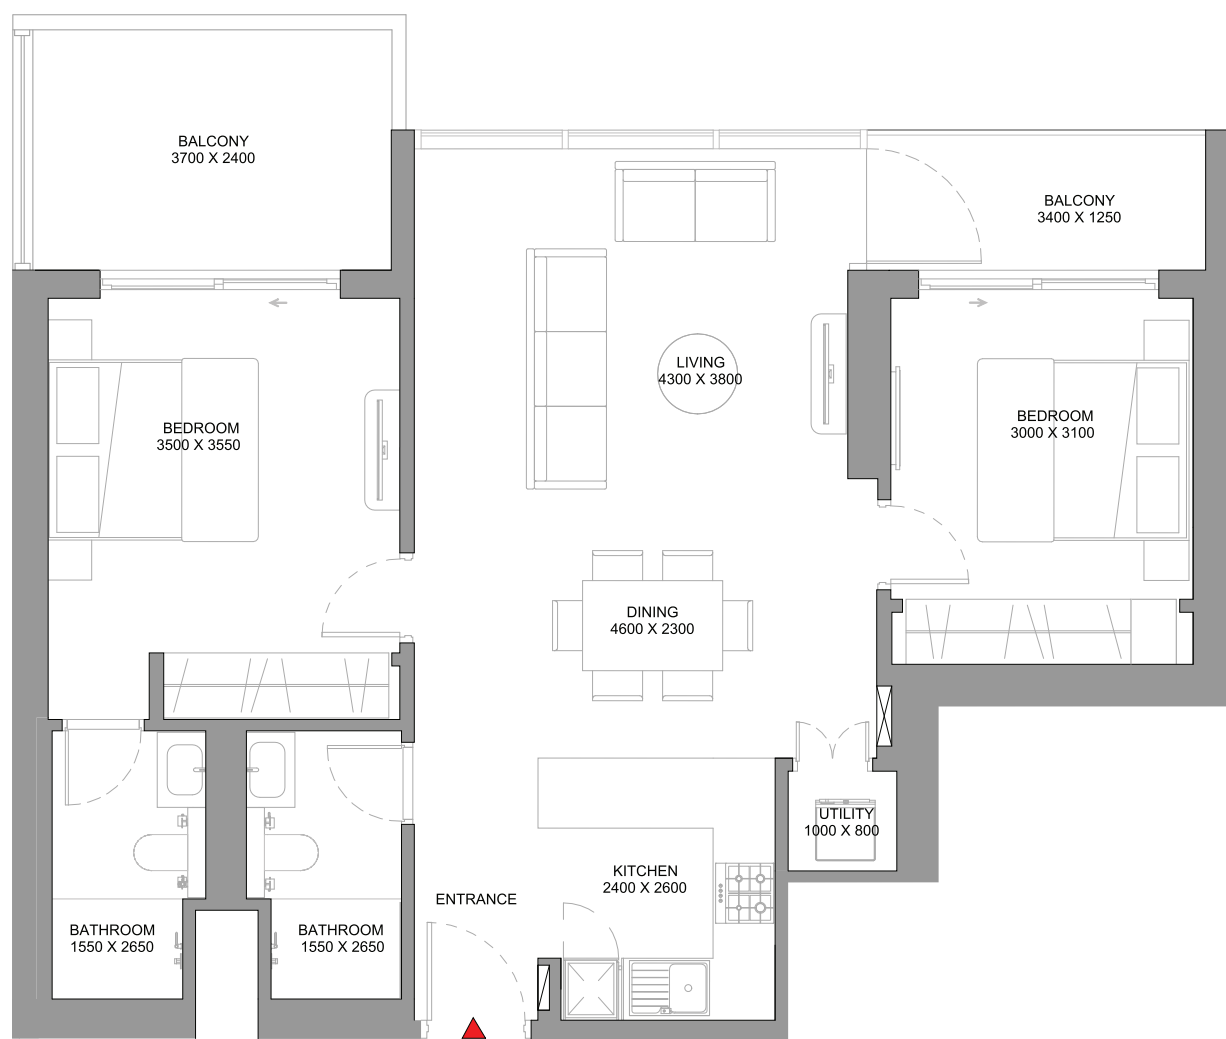 BALCONY
3700 X 2400
BALCONY
3400 X 1250
LIVING
4300 X 3800
BEDROOM
3500 X 3550
BEDROOM
3000 X 3100
DINING
4600 X 2300
UTILITY
1000 X 800
KITCHEN
2400 X 2600
ENTRANCE
BATHROOM
1550 X 2650
BATHROOM
1550 X 2650